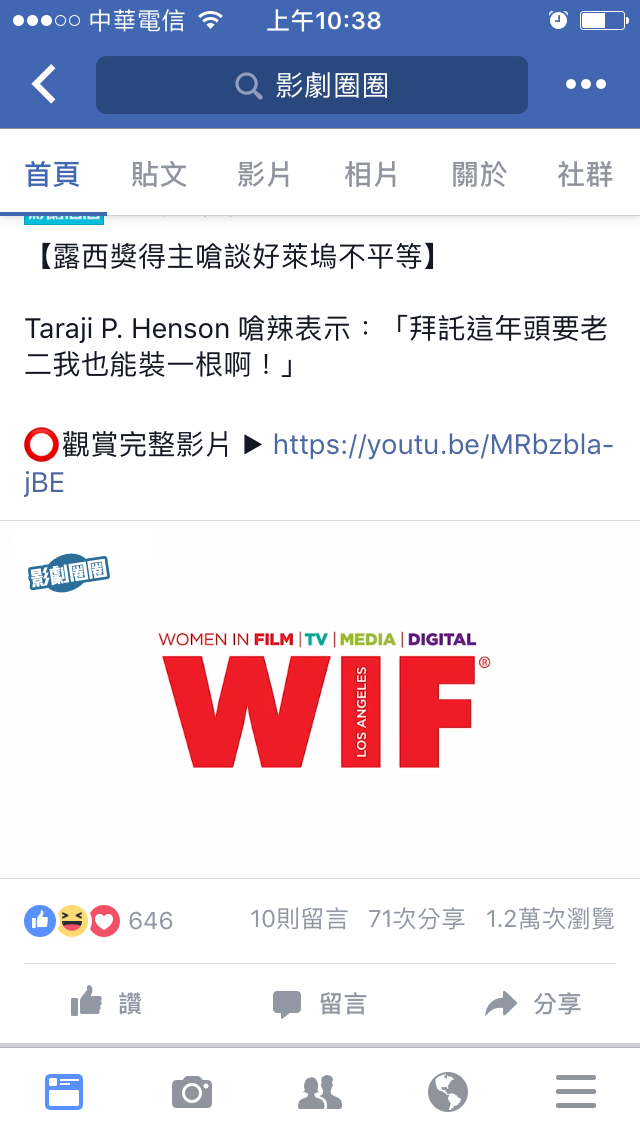 中華電信
上午10:38
影劇圈圈
首頁
貼文
影片
相片
關於
社群
【露西獎得主嗆談好萊塢不平等】
Taraji P. Henson 嗆辣表示：「拜託這年頭要老
二我也能裝一根啊！」
⭕觀賞完整影片 ▶ https://youtu.be/MRbzbla-
jBE
影劇圈圈
WOMEN IN FILM | TV | MEDIA | DIGITAL
WIF®
LOS ANGELES
646
10則留言
71次分享
1.2萬次瀏覽
讚
留言
分享